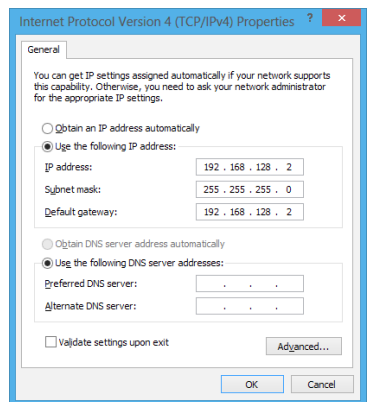 Internet Protocol Version 4 (TCP/IPv4) Properties ? ×
General
You can get IP settings assigned automatically if your network supports
this capability. Otherwise, you need to ask your network administrator
for the appropriate IP settings.
Obtain an IP address automatically
Use the following IP address:
IP address: 192 . 168 . 128 . 2
Subnet mask: 255 . 255 . 255 . 0
Default gateway: 192 . 168 . 128 . 2
Obtain DNS server address automatically
Use the following DNS server addresses:
Preferred DNS server: . . .
Alternate DNS server: . . .
Validate settings upon exit
Advanced...
OK Cancel